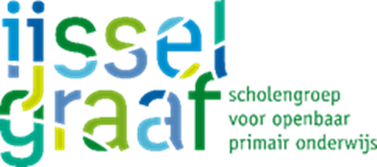 ijssel
graaf
scholengroep
voor openbaar
primair onderwijs